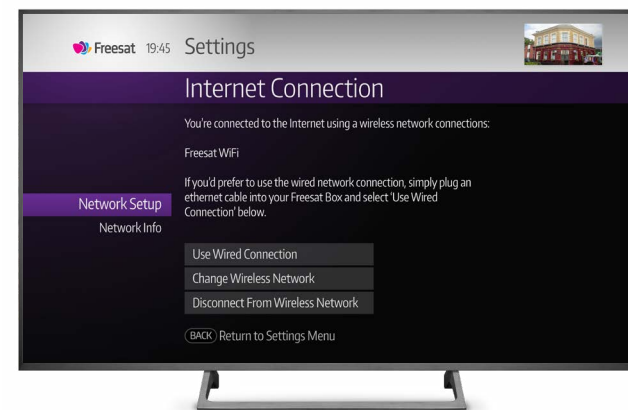 Freesat 19:45 Settings
Internet Connection
You're connected to the Internet using a wireless network connections:
Freesat WiFi
If you'd prefer to use the wired network connection, simply plug an
ethernet cable into your Freesat Box and select 'Use Wired
Connection' below.
Network Setup
Network Info
Use Wired Connection
Change Wireless Network
Disconnect From Wireless Network
BACK Return to Settings Menu